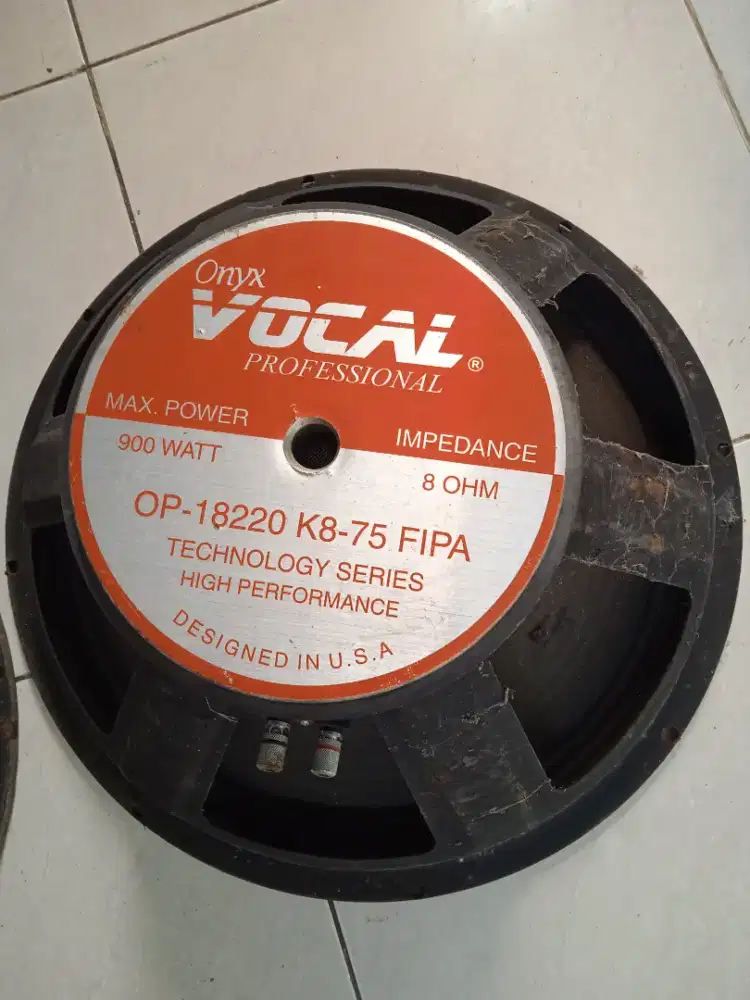 Onyx
VOCAL ®
PROFESSIONAL
MAX. POWER
900 WATT
IMPEDANCE
8 OHM
OP-18220 K8-75 FIPA
TECHNOLOGY SERIES
HIGH PERFORMANCE
DESIGNED IN U.S.A